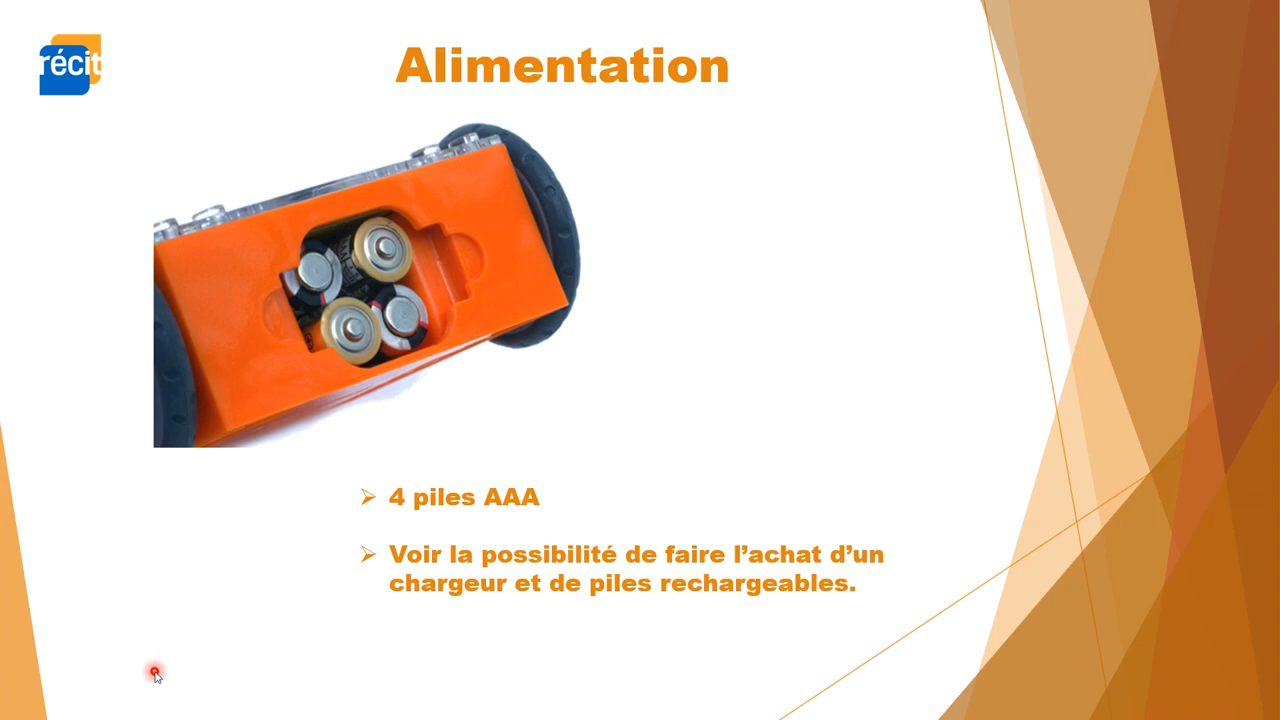 récit
Alimentation
4 piles AAA
Voir la possibilité de faire l’achat d’un
chargeur et de piles rechargeables.